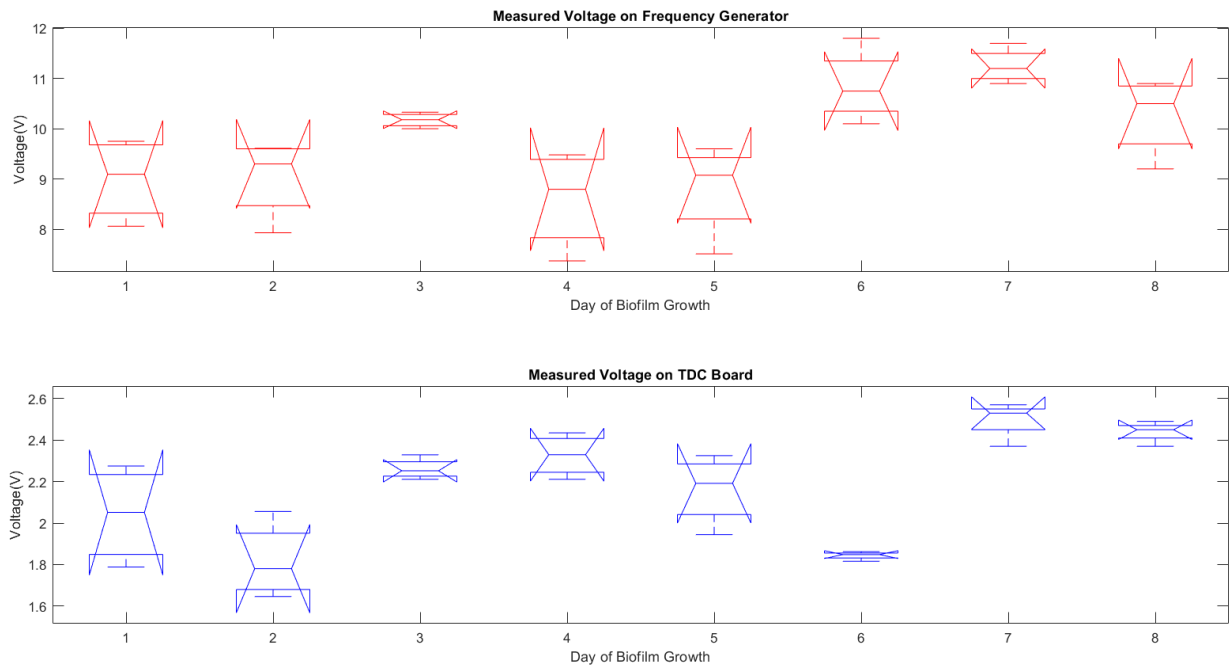 Measured Voltage on Frequency Generator
12
11
10
9
8
Voltage(V)
1 2 3 4 5 6 7 8
Day of Biofilm Growth
Measured Voltage on TDC Board
2.6
2.4
2.2
2
1.8
1.6
Voltage(V)
1 2 3 4 5 6 7 8
Day of Biofilm Growth